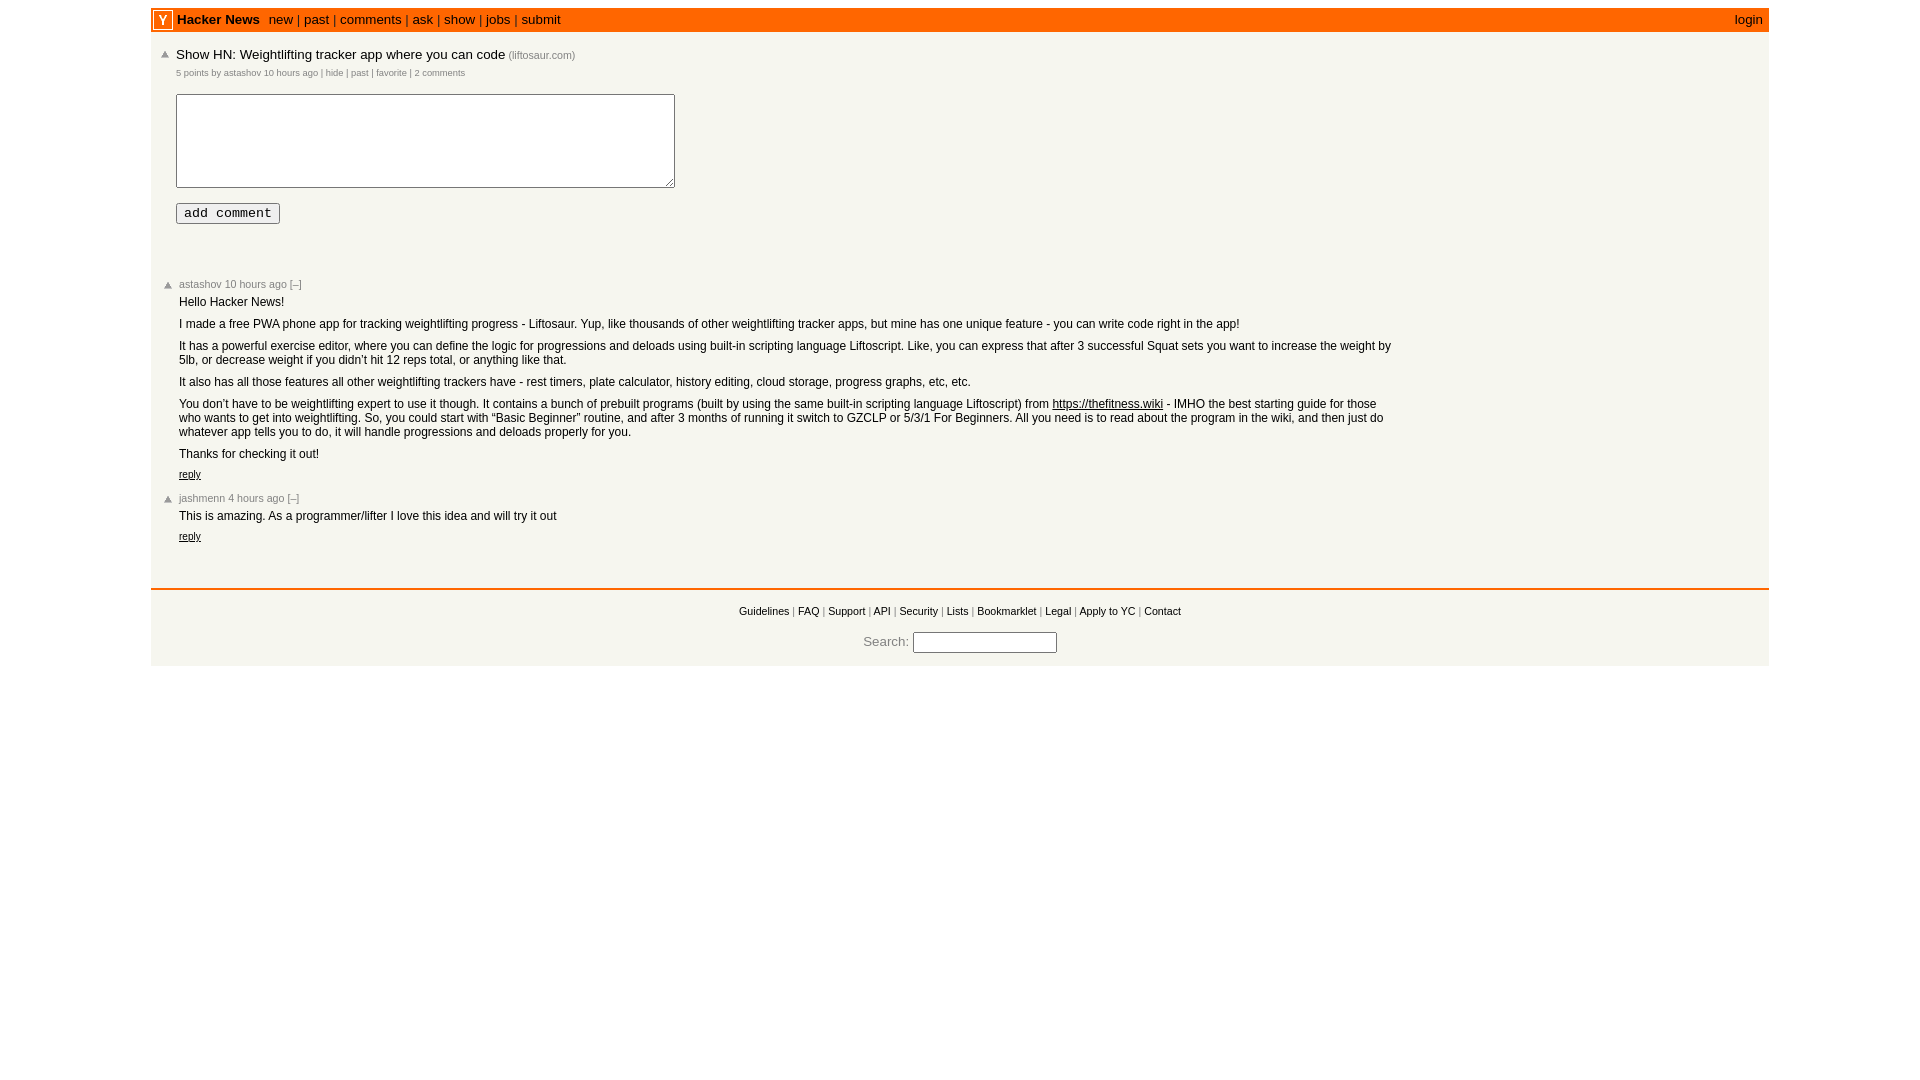 Y Hacker News new | past | comments | ask | show | jobs | submit login
Show HN: Weightlifting tracker app where you can code (liftosaur.com)
5 points by astashov 10 hours ago | hide | past | favorite | 2 comments
add comment
astashov 10 hours ago [–]
Hello Hacker News!
I made a free PWA phone app for tracking weightlifting progress - Liftosaur. Yup, like thousands of other weightlifting tracker apps, but mine has one unique feature - you can write code right in the app!
It has a powerful exercise editor, where you can define the logic for progressions and deloads using built-in scripting language Liftoscript. Like, you can express that after 3 successful Squat sets you want to increase the weight by
5lb, or decrease weight if you didn’t hit 12 reps total, or anything like that.
It also has all those features all other weightlifting trackers have - rest timers, plate calculator, history editing, cloud storage, progress graphs, etc, etc.
You don’t have to be weightlifting expert to use it though. It contains a bunch of prebuilt programs (built by using the same built-in scripting language Liftoscript) from https://thefitness.wiki - IMHO the best starting guide for those
who wants to get into weightlifting. So, you could start with “Basic Beginner” routine, and after 3 months of running it switch to GZCLP or 5/3/1 For Beginners. All you need is to read about the program in the wiki, and then just do
whatever app tells you to do, it will handle progressions and deloads properly for you.
Thanks for checking it out!
reply
jashmenn 4 hours ago [–]
This is amazing. As a programmer/lifter I love this idea and will try it out
reply
Guidelines | FAQ | Support | API | Security | Lists | Bookmarklet | Legal | Apply to YC | Contact
Search: